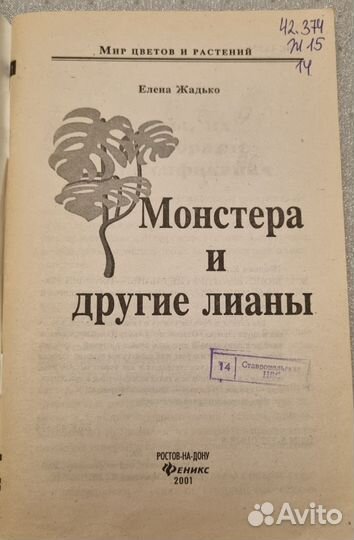 42.374
Ж 15
14
Мир цветов и растений
Елена Жадько
Монстера
и
другие лианы
14 Ставропольская
ЦБС
РОСТОВ-НА-ДОНУ
Феникс
2001
Avito